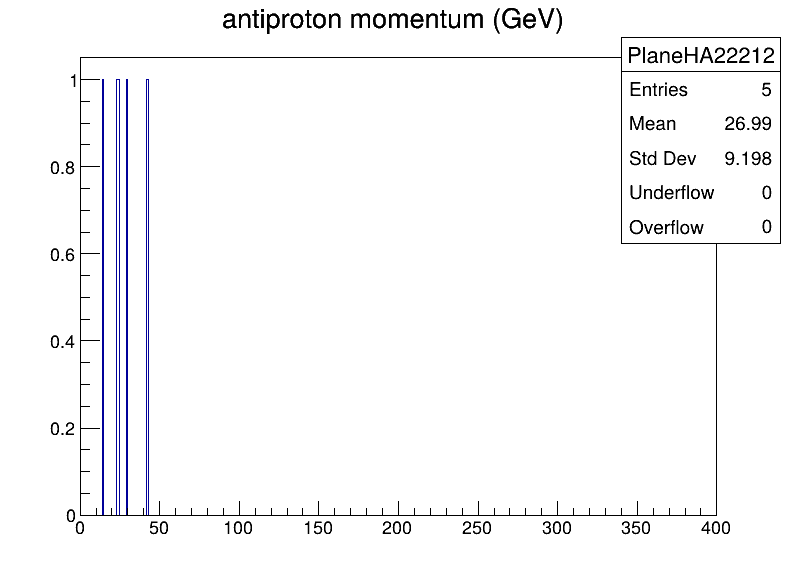 antiproton momentum (GeV)
PlaneHA22212
Entries 5
Mean 26.99
Std Dev 9.198
Underflow 0
Overflow 0
1
0.8
0.6
0.4
0.2
0
0 50 100 150 200 250 300 350 400